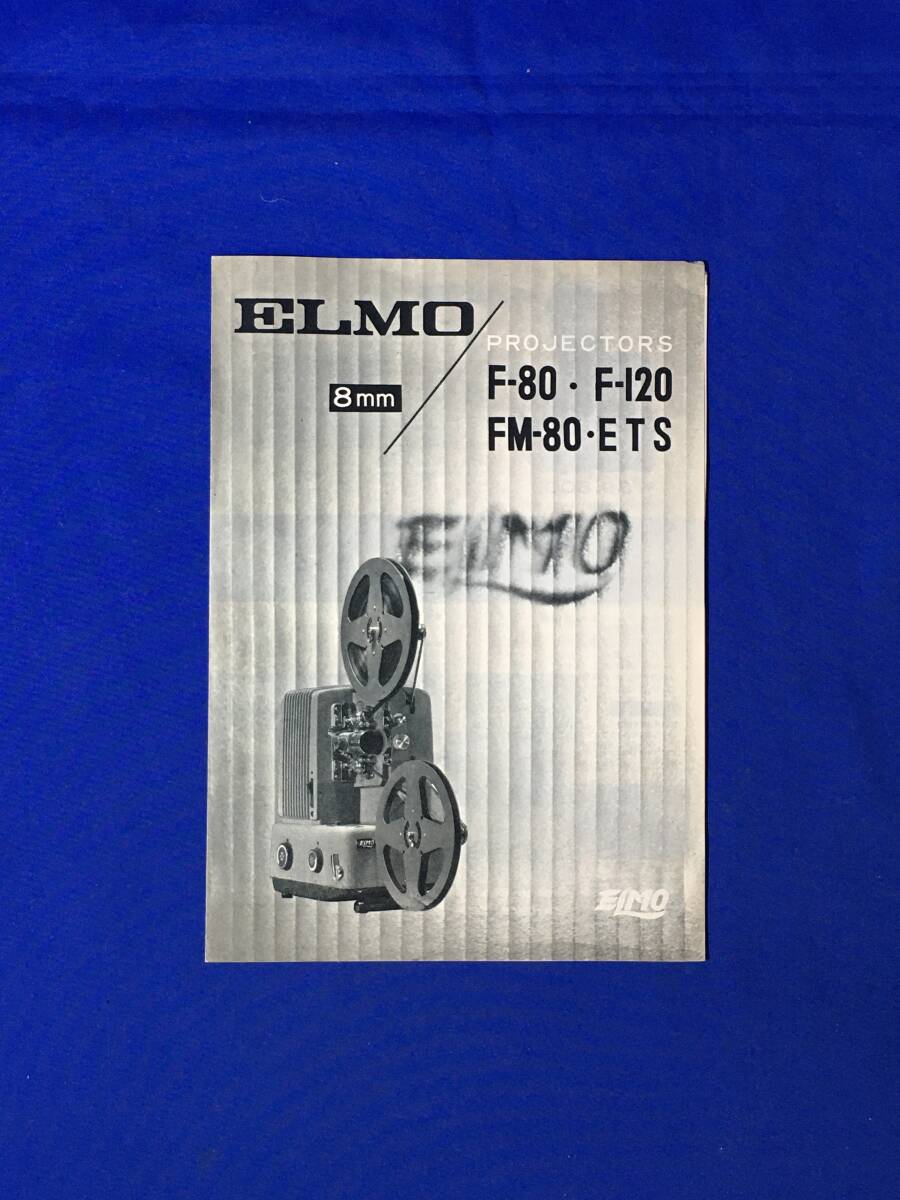 ELMO
PROJECTORS
8mm
F-80・F-120
FM-80・ETS
ELMO
ELMO